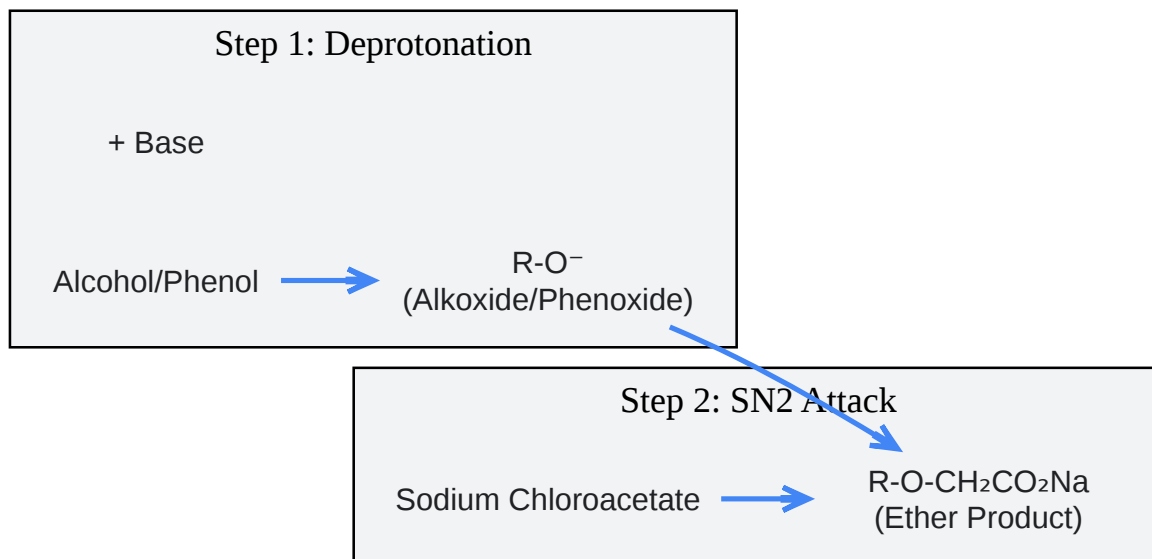 Step 1: Deprotonation
+ Base
Alcohol/Phenol
R-O⁻
(Alkoxide/Phenoxide)
Step 2: SN2 Attack
Sodium Chloroacetate
R-O-CH₂CO₂Na
(Ether Product)